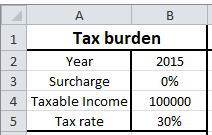 A B
1 Tax burden
2 Year 2015
3 Surcharge 0%
4 Taxable Income 100000
5 Tax rate 30%